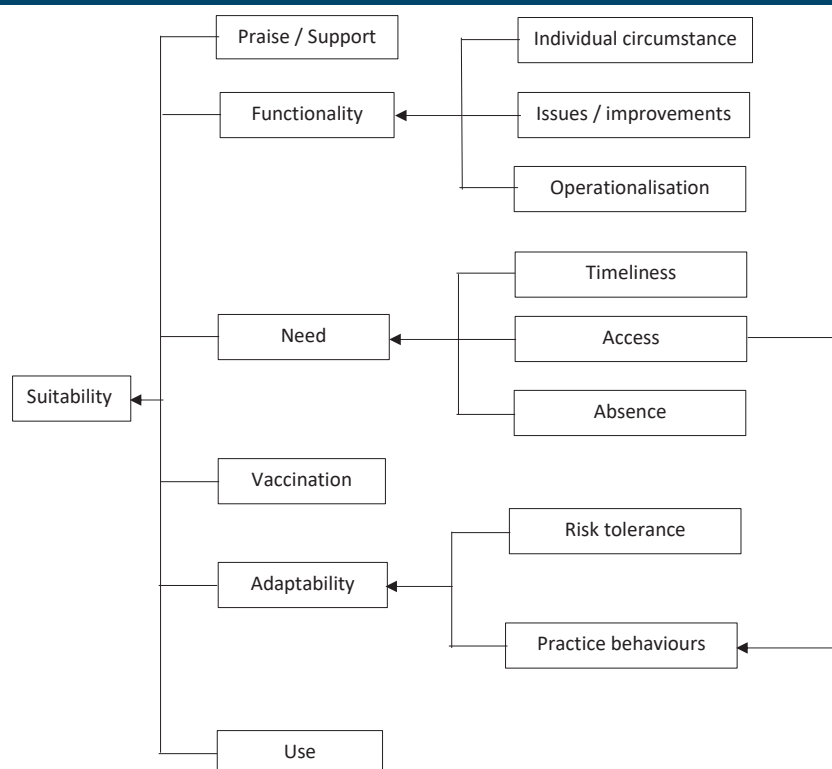 Praise / Support
Individual circumstance
Functionality
Issues / improvements
Operationalisation
Timeliness
Need
Access
Suitability
Absence
Vaccination
Risk tolerance
Adaptability
Practice behaviours
Use